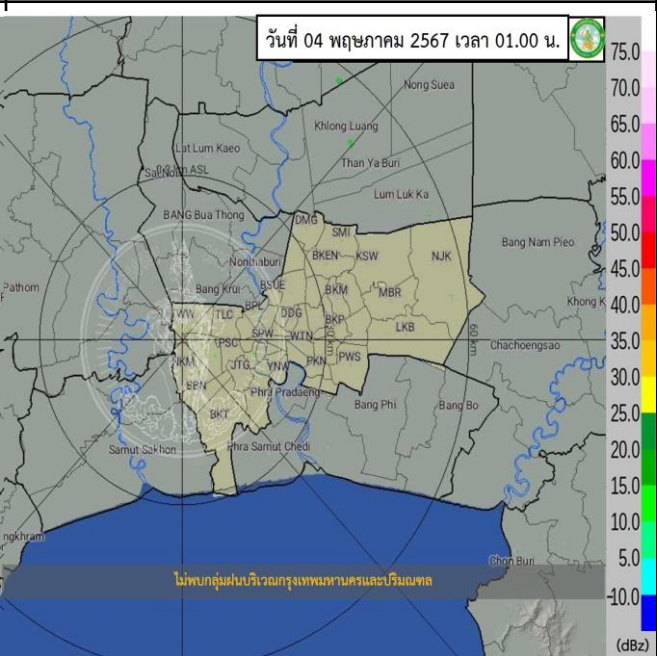 วันที่ 04 พฤษภาคม 2567 เวลา 01.00 น.
75.0
70.0
65.0
60.0
55.0
50.0
45.0
40.0
35.0
30.0
25.0
20.0
15.0
10.0
5.0
-10.0
(dBz)
Nong Suea
Khlong Luang
Lat Lum Kaeo
Than Ya Buri
Lum Luk Ka
BANG Bua Thong
DMG
SMI
Bang Nam Pieo
BKEN
KSW
NJK
Nonthaburi
Pathom
Bang Krui
BSUE
BKM
MBR
Khong K
BPL
WW
TLC
DDG
BKP
LKB
60 km
PSC
SPW
WTN
Chachoengsao
NKM
JTG
YNW
PKN
PWS
BBN
Phra Pradaeng
Bang Phi
Bang Bo
BKT
Samut Sakhon
Phra Samut Chedi
ngkhram
Chon Buri
ไม่พบกลุ่มฝนบริเวณกรุงเทพมหานครและปริมณฑล